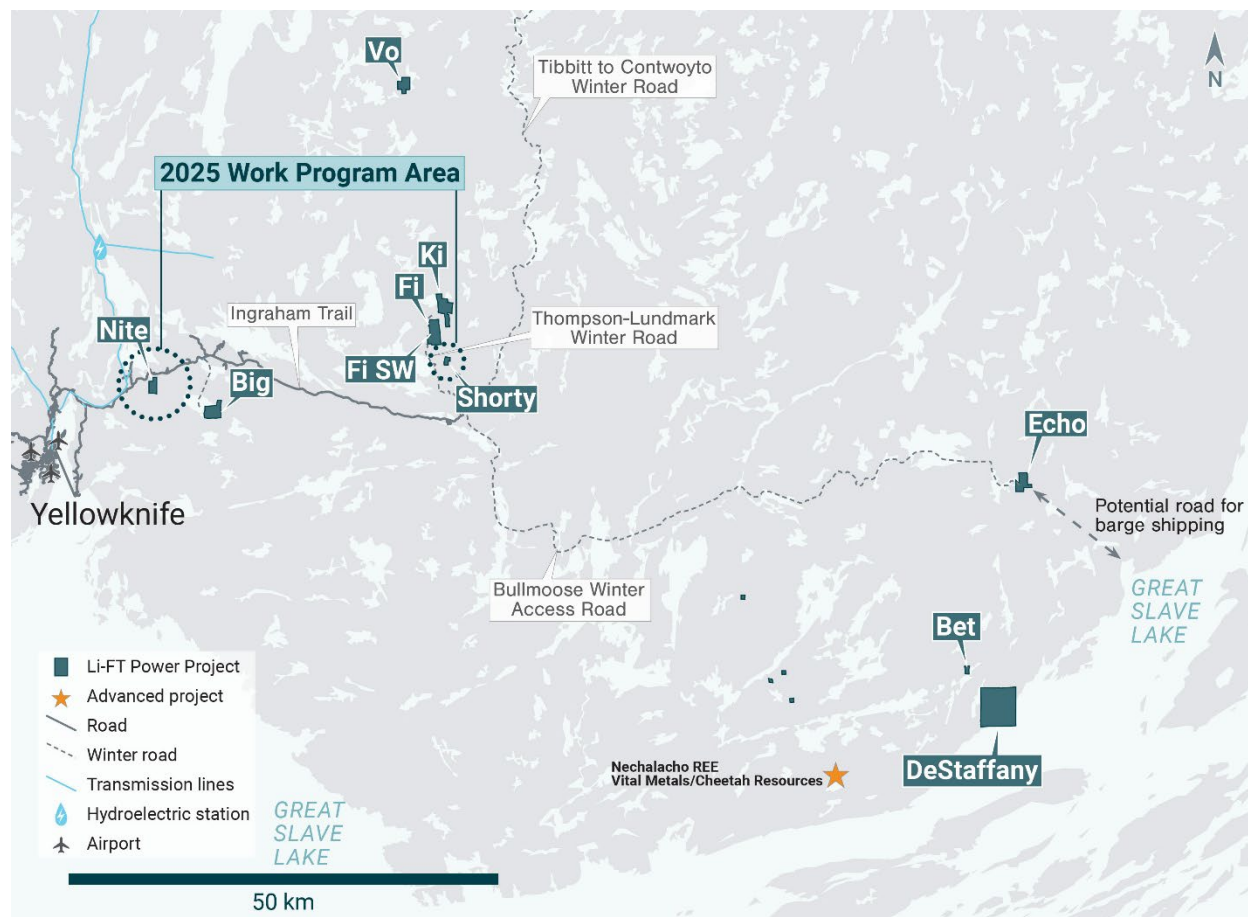 Vo
Tibbitt to Contwoyto
Winter Road
N
2025 Work Program Area
Ki
Fi
Ingraham Trail
Thompson-Lundmark
Winter Road
Nite
Fi SW
Big
Shorty
Echo
Yellowknife
Potential road for
barge shipping
Bullmoose Winter
Access Road
GREAT
SLAVE
LAKE
Bet
DeStaffany
Nechalacho REE
Vital Metals/Cheetah Resources
Li-FT Power Project
Advanced project
Road
Winter road
Transmission lines
Hydroelectric station
Airport
GREAT
SLAVE
LAKE
50 km